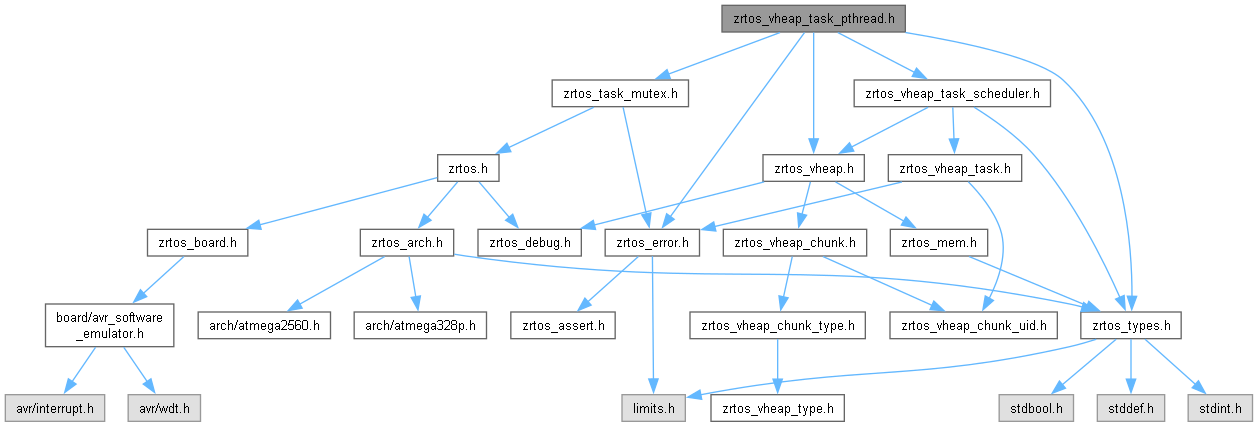 zrtos_vheap_task_pthread.h
zrtos_task_mutex.h
zrtos_vheap_task_scheduler.h
zrtos.h
zrtos_vheap.h
zrtos_vheap_task.h
zrtos_board.h
zrtos_arch.h
zrtos_debug.h
zrtos_error.h
zrtos_vheap_chunk.h
zrtos_mem.h
board/avr_software
_emulator.h
arch/atmega2560.h
arch/atmega328p.h
zrtos_assert.h
zrtos_vheap_chunk_type.h
zrtos_vheap_chunk_uid.h
zrtos_types.h
avr/interrupt.h
avr/wdt.h
limits.h
zrtos_vheap_type.h
stdbool.h
stddef.h
stdint.h